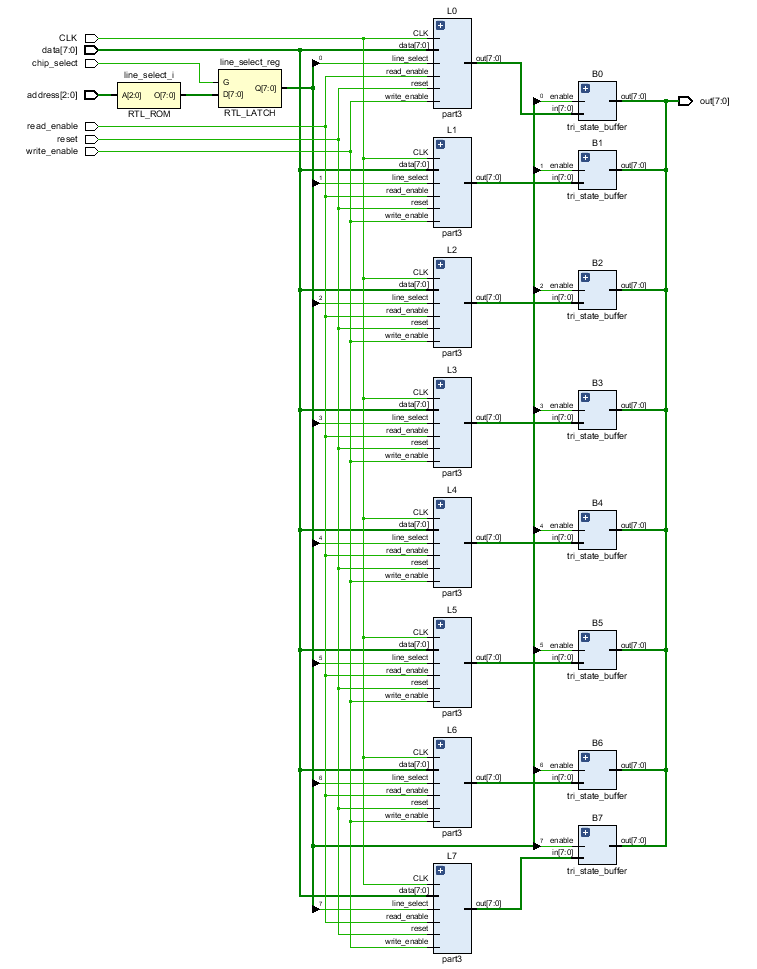 L0
CLK
data[7:0]
chip_select
address[2:0]
read_enable
reset
write_enable
line_select_i
A[2:0] O[7:0]
RTL_ROM
line_select_reg
G
D[7:0] Q[7:0]
RTL_LATCH
0
CLK
data[7:0]
line_select
read_enable
reset
write_enable
out[7:0]
part3
B0
0 enable
in[7:0]
out[7:0]
tri_state_buffer
out[7:0]
L1
CLK
data[7:0]
1 line_select
read_enable
reset
write_enable
out[7:0]
part3
B1
1 enable
in[7:0]
out[7:0]
tri_state_buffer
L2
CLK
data[7:0]
2 line_select
read_enable
reset
write_enable
out[7:0]
part3
B2
2 enable
in[7:0]
out[7:0]
tri_state_buffer
L3
CLK
data[7:0]
3 line_select
read_enable
reset
write_enable
out[7:0]
part3
B3
3 enable
in[7:0]
out[7:0]
tri_state_buffer
L4
CLK
data[7:0]
4 line_select
read_enable
reset
write_enable
out[7:0]
part3
B4
4 enable
in[7:0]
out[7:0]
tri_state_buffer
L5
CLK
data[7:0]
5 line_select
read_enable
reset
write_enable
out[7:0]
part3
B5
5 enable
in[7:0]
out[7:0]
tri_state_buffer
L6
CLK
data[7:0]
6 line_select
read_enable
reset
write_enable
out[7:0]
part3
B6
6 enable
in[7:0]
out[7:0]
tri_state_buffer
B7
7 enable
in[7:0]
out[7:0]
tri_state_buffer
L7
CLK
data[7:0]
7 line_select
read_enable
reset
write_enable
out[7:0]
part3